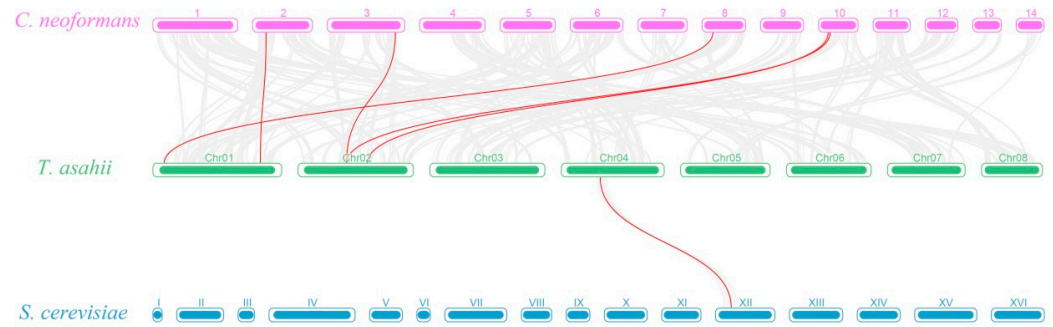 C. neoformans 1 2 3 4 5 6 7 8 9 10 11 12 13 14
T. asahii Chr01 Chr02 Chr03 Chr04 Chr05 Chr06 Chr07 Chr08
S. cerevisiae I II III IV V VI VII VIII IX X XI XII XIII XIV XV XVI